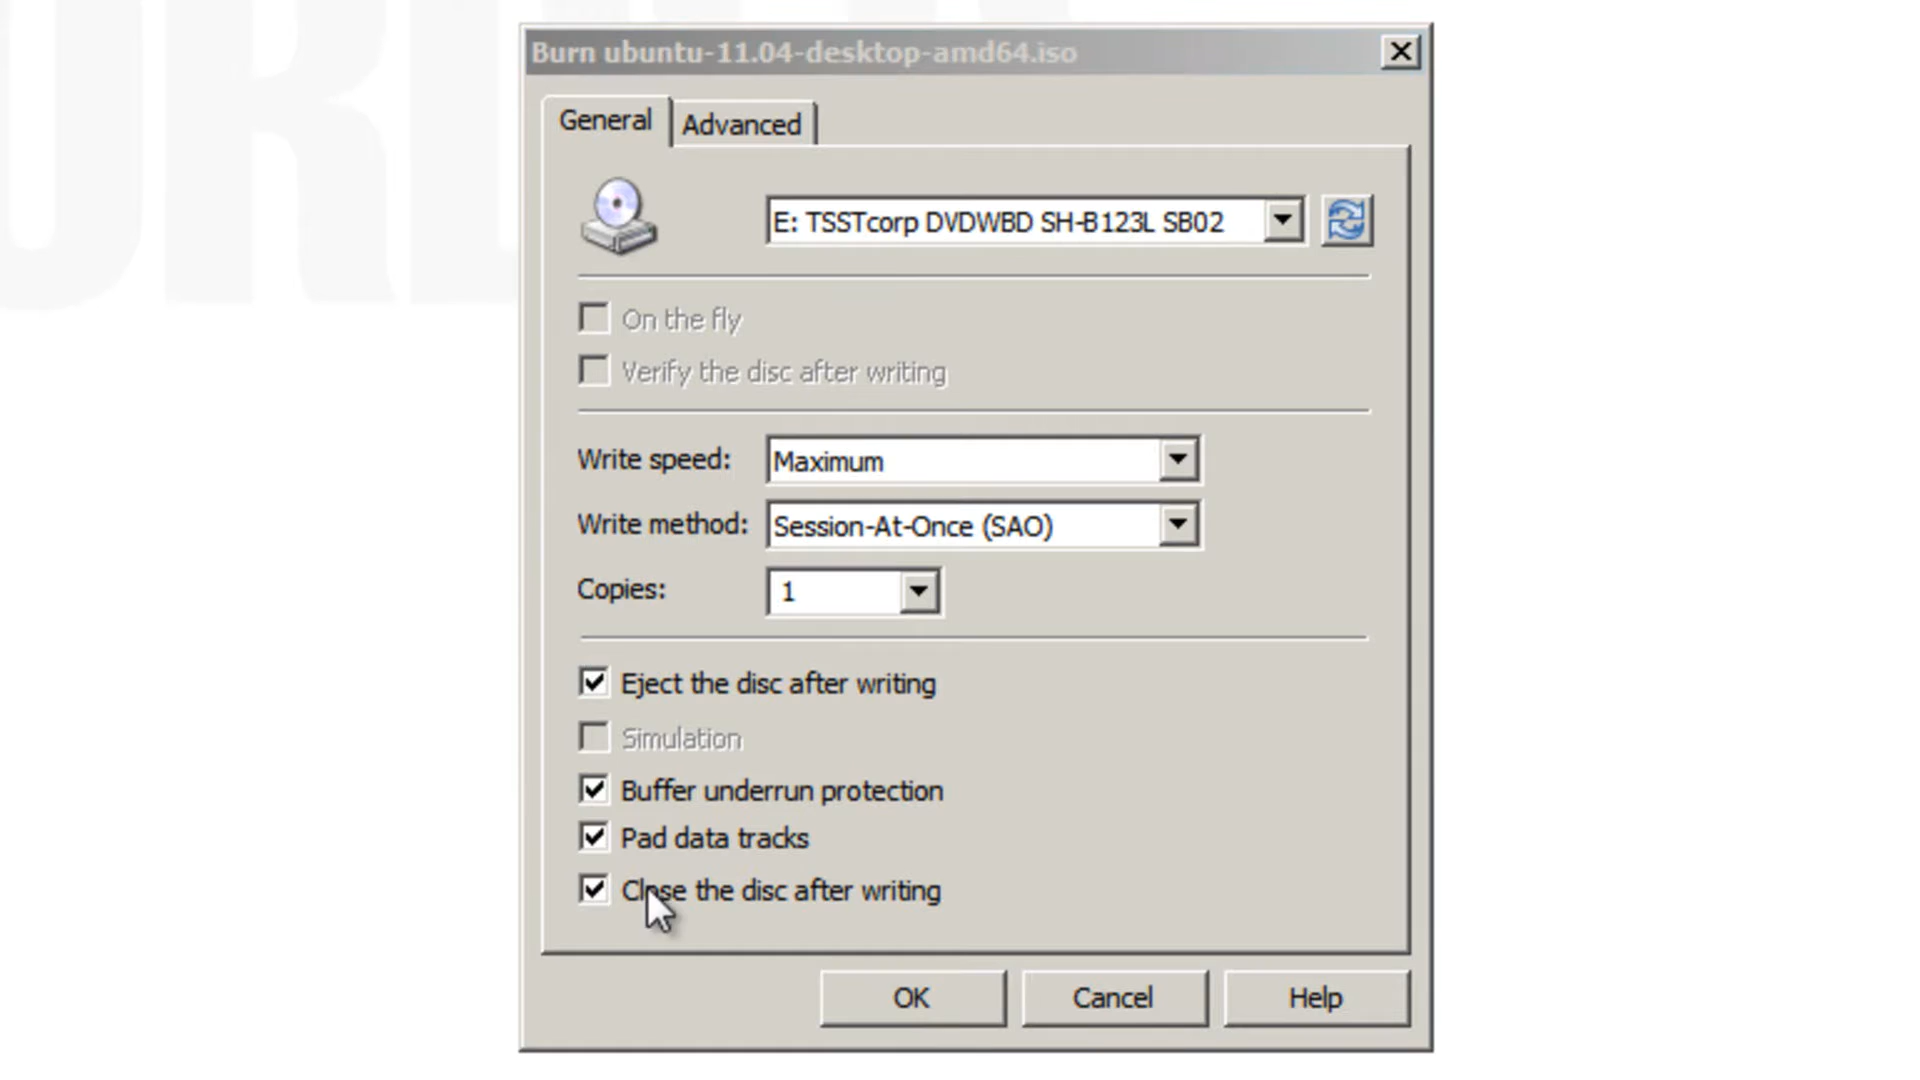 Burn ubuntu-11.04-desktop-amd64.iso
General Advanced
E: TSSTcorp DVDWBD SH-B123L SB02
On the fly
Verify the disc after writing
Write speed: Maximum
Write method: Session-At-Once (SAO)
Copies: 1
Eject the disc after writing
Simulation
Buffer underrun protection
Pad data tracks
Close the disc after writing
OK Cancel Help